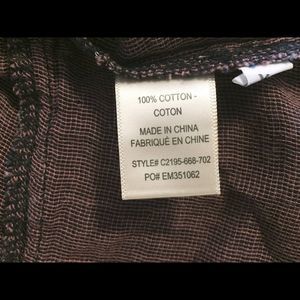 100% COTTON -
COTON
MADE IN CHINA
FABRIQUÉ EN CHINE
STYLE# C2195-668-702
PO# EM351062